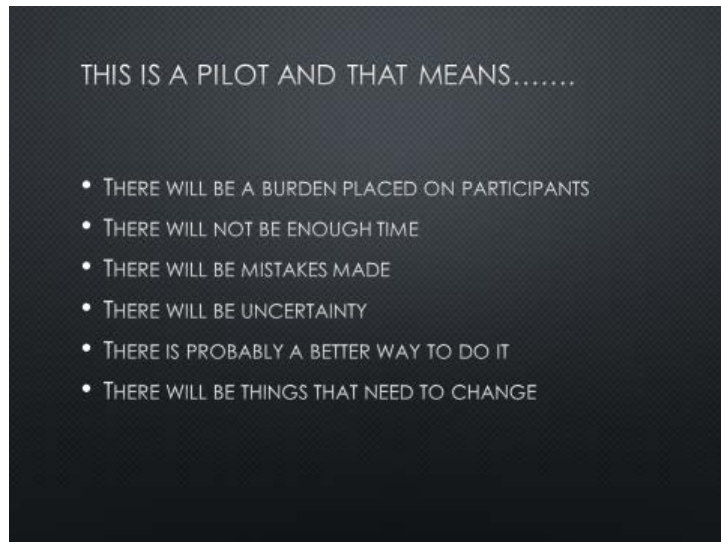 THIS IS A PILOT AND THAT MEANS.......
• THERE WILL BE A BURDEN PLACED ON PARTICIPANTS
• THERE WILL NOT BE ENOUGH TIME
• THERE WILL BE MISTAKES MADE
• THERE WILL BE UNCERTAINTY
• THERE IS PROBABLY A BETTER WAY TO DO IT
• THERE WILL BE THINGS THAT NEED TO CHANGE